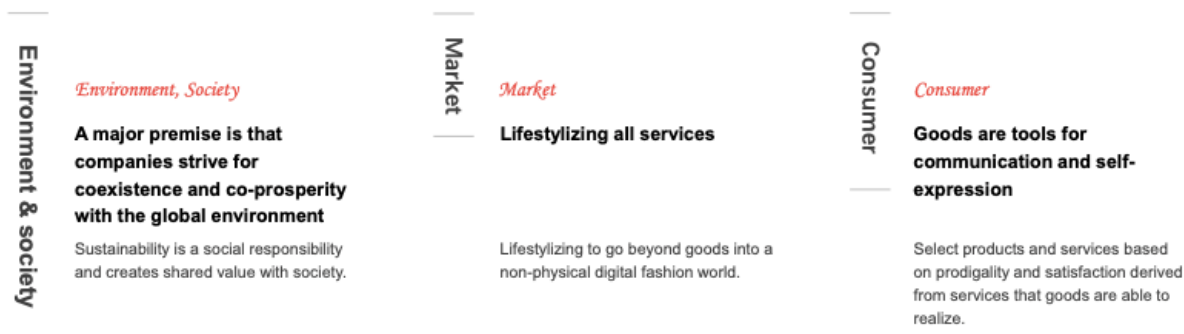 Environment & society
Environment, Society
A major premise is that
companies strive for
coexistence and co-prosperity
with the global environment
Sustainability is a social responsibility
and creates shared value with society.
Market
Market
Lifestylizing all services
Lifestylizing to go beyond goods into a
non-physical digital fashion world.
Consumer
Consumer
Goods are tools for
communication and self-
expression
Select products and services based
on prodigality and satisfaction derived
from services that goods are able to
realize.